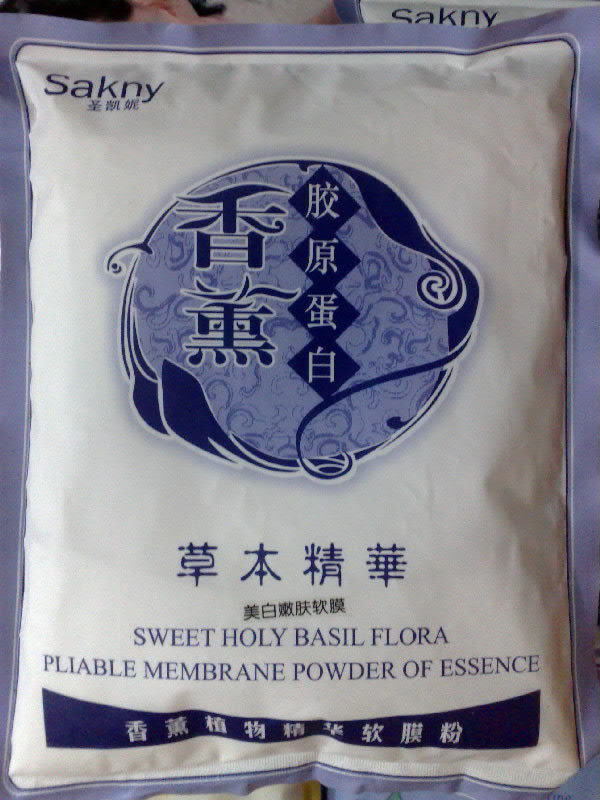 Sakny
Sakny
圣凯妮
香薰
胶原蛋白
草本精華
美白嫩肤软膜
SWEET HOLY BASIL FLORA
PLIABLE MEMBRANE POWDER OF ESSENCE
香薰植物精华软膜粉